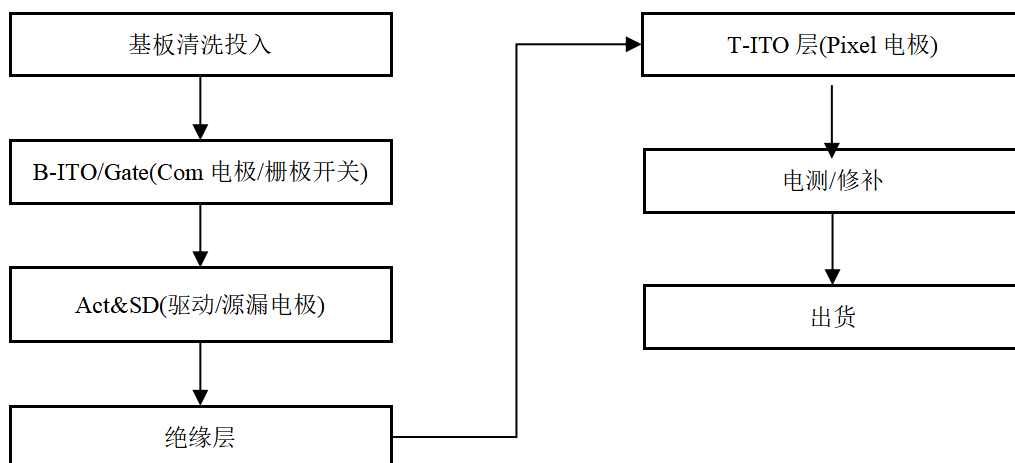 基板清洗投入
B-ITO/Gate(Com 电极/栅极开关)
Act&SD(驱动/源漏电极)
绝缘层
T-ITO 层(Pixel 电极)
电测/修补
出货